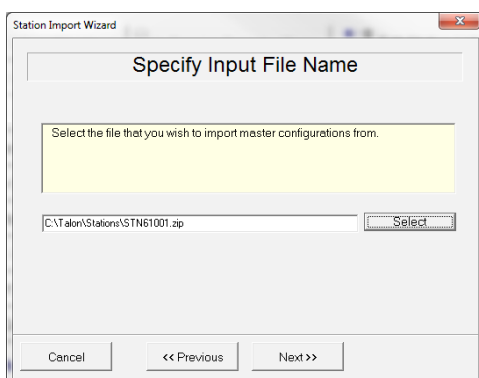 Station Import Wizard
Specify Input File Name
Select the file that you wish to import master configurations from.
C:\Talon\Stations\STN61001.zip
Select
Cancel
<< Previous
Next >>